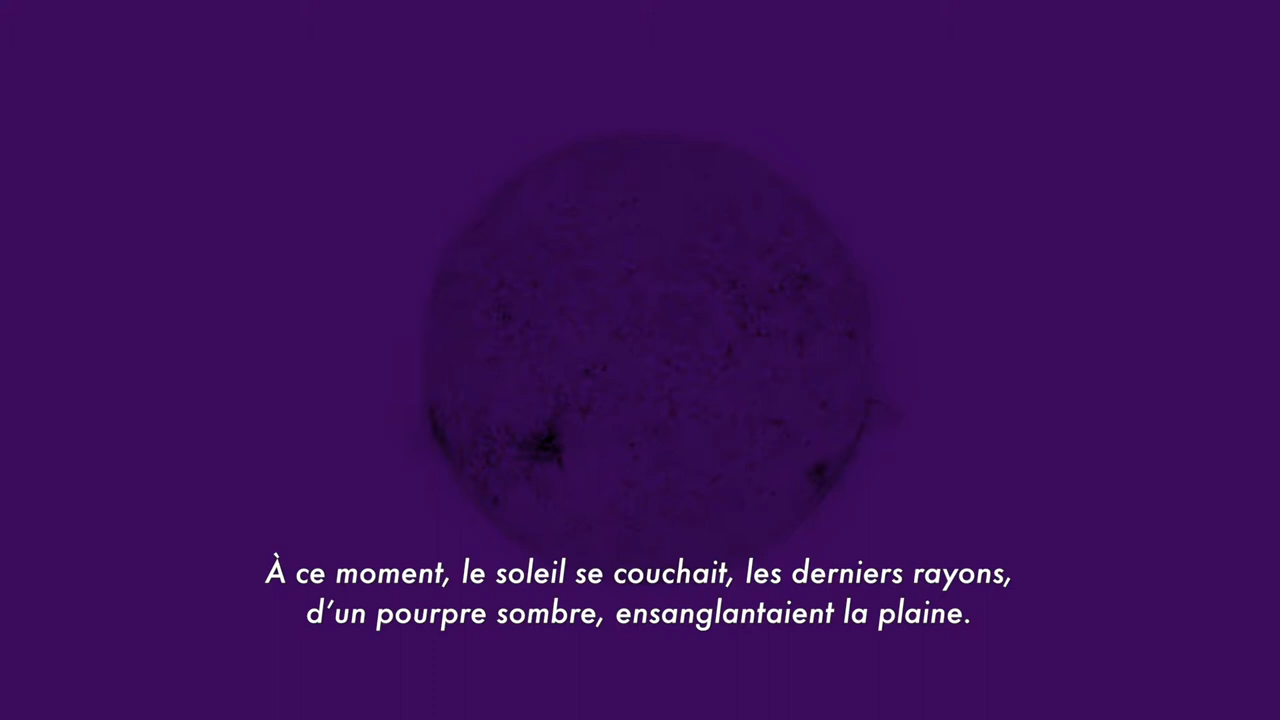 À ce moment, le soleil se couchait, les derniers rayons,
d’un pourpre sombre, ensanglantaient la plaine.